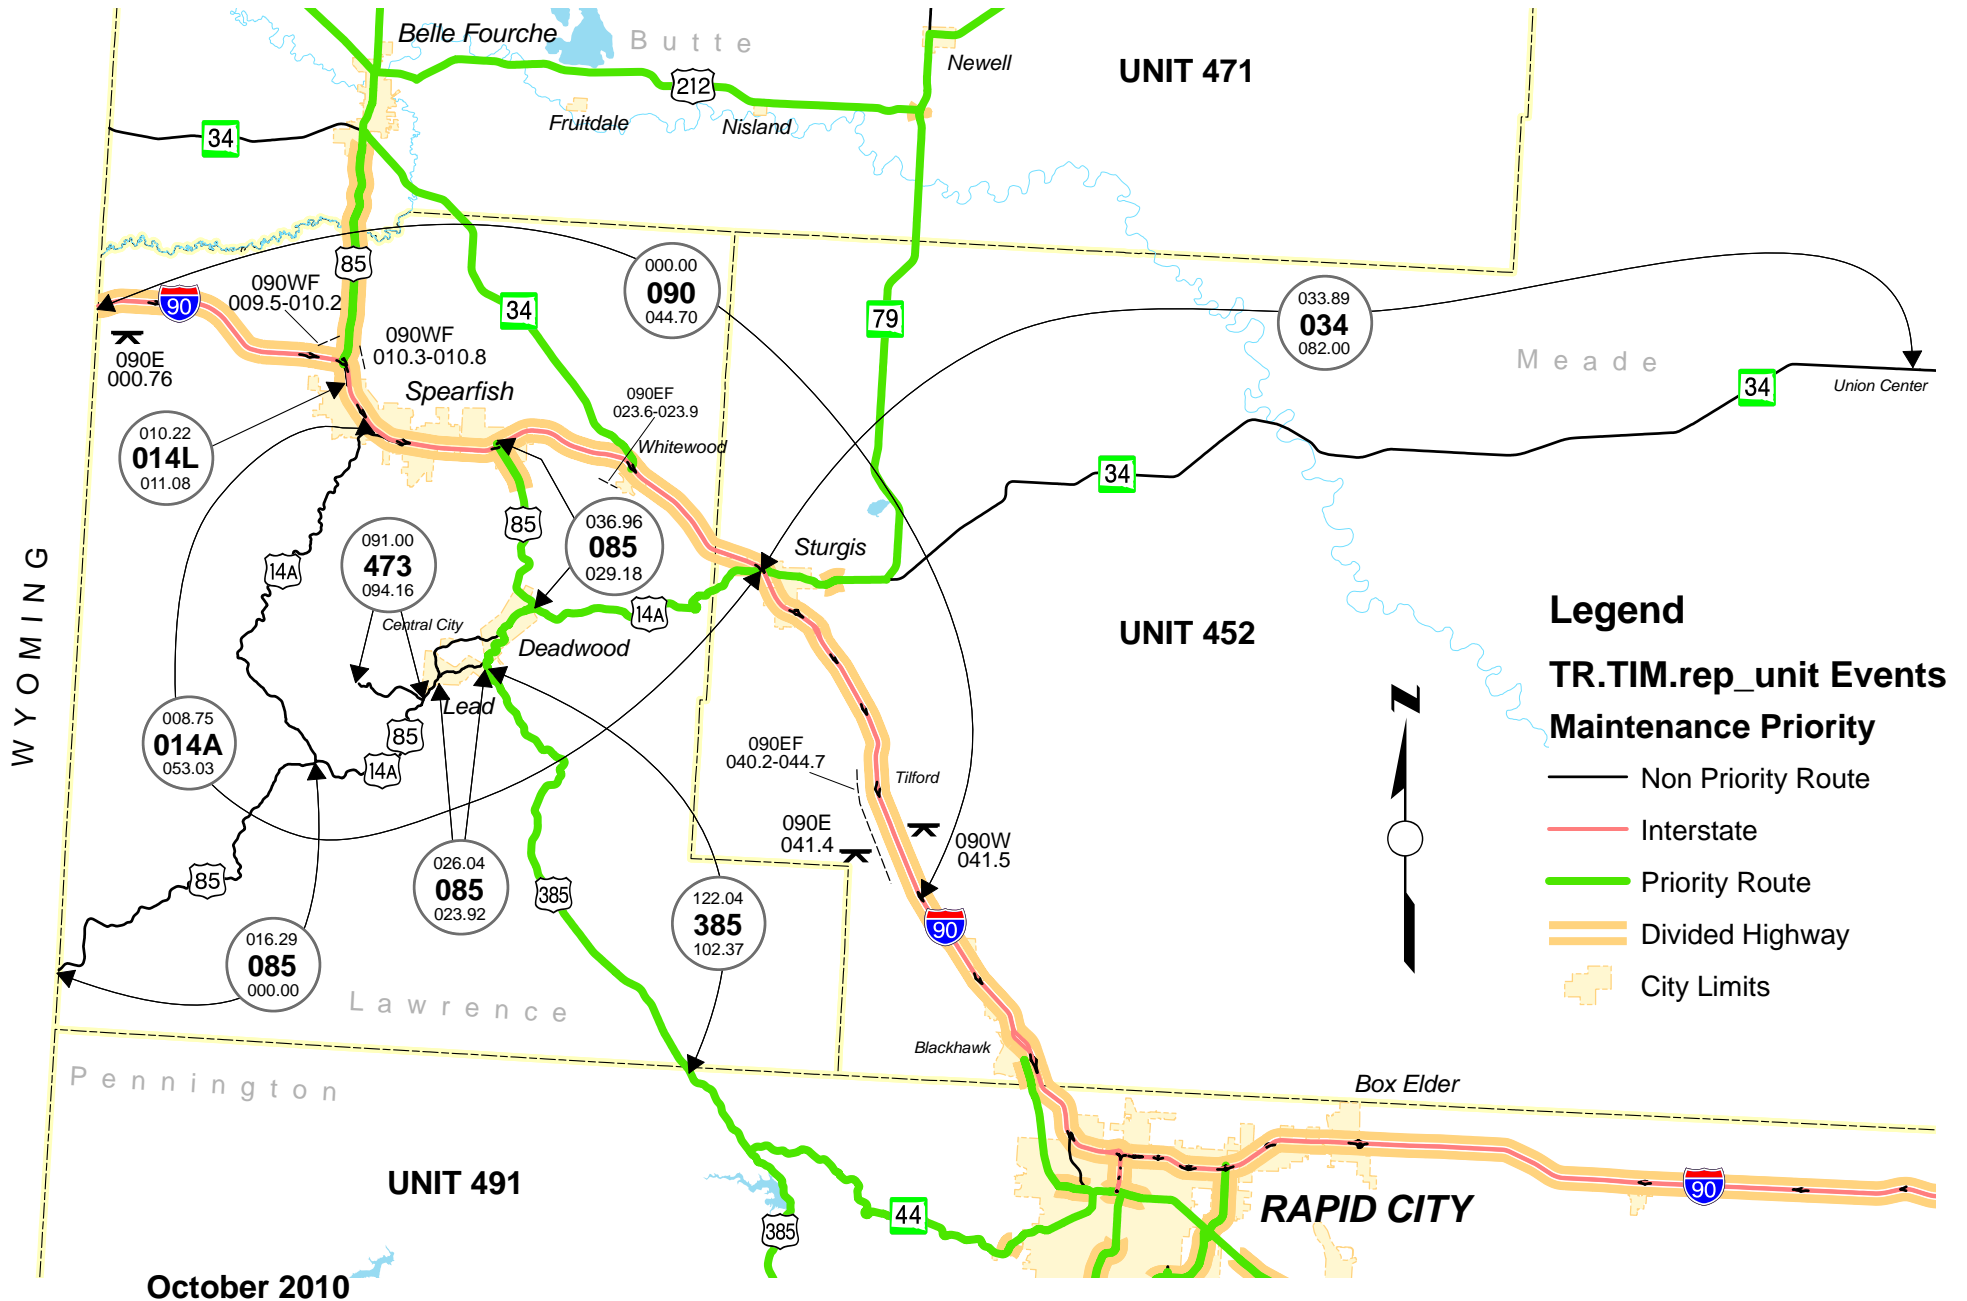 Belle Fourche
Butte
Newell
UNIT 471
212
Fruitdale
Nisland
34
85
090WF
009.5-010.2
90
000.00
090
044.70
033.89
034
082.00
34
79
090E
000.76
090WF
010.3-010.8
Meade
Spearfish
34
Union Center
090EF
023.6-023.9
Whitewood
010.22
014L
011.08
34
85
036.96
085
029.18
Sturgis
091.00
473
094.16
14A
14A
WYOMING
Central City
Deadwood
UNIT 452
Lead
85
008.75
014A
053.03
14A
090EF
040.2-044.7
Tilford
090E
041.4
090W
041.5
85
026.04
085
023.92
385
122.04
385
102.37
90
016.29
085
000.00
Lawrence
Blackhawk
Pennington
Box Elder
UNIT 491
44
385
RAPID CITY
90
October 2010
Legend
TR.TIM.rep_unit Events
Maintenance Priority
Non Priority Route
Interstate
Priority Route
Divided Highway
City Limits
N